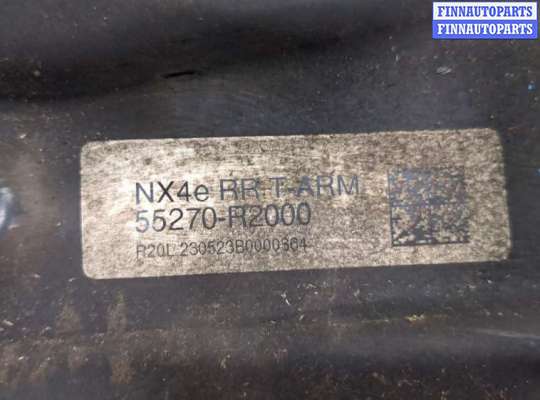 FINNAUTOPARTS
FINNAUTOPARTS
NX4e RR-T-ARM
55270-R2000
R20L 230523B0000364